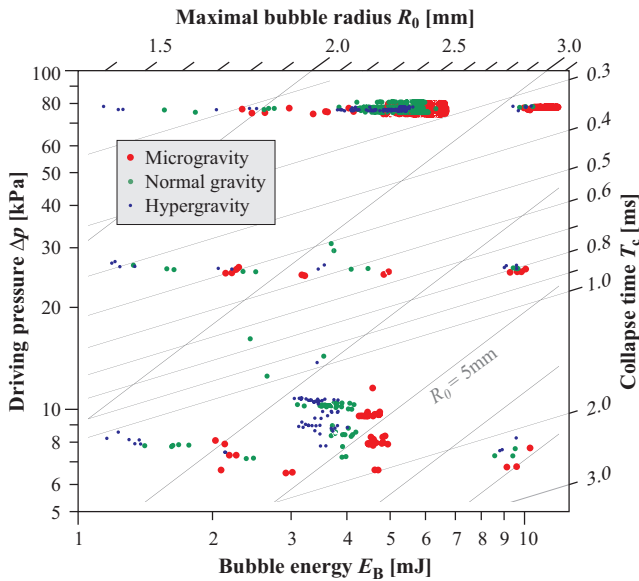 Maximal bubble radius R₀ [mm]
1.5 2.0 2.5 3.0
Driving pressure Δp [kPa]
100
80
60
50
40
30
20
10
8
6
5
Microgravity
Normal gravity
Hypergravity
R₀ = 5mm
0.3
0.4
0.5
0.6
0.8
1.0
2.0
3.0
Collapse time T_c [ms]
1 2 3 4 5 6 7 8 9 10
Bubble energy E_B [mJ]